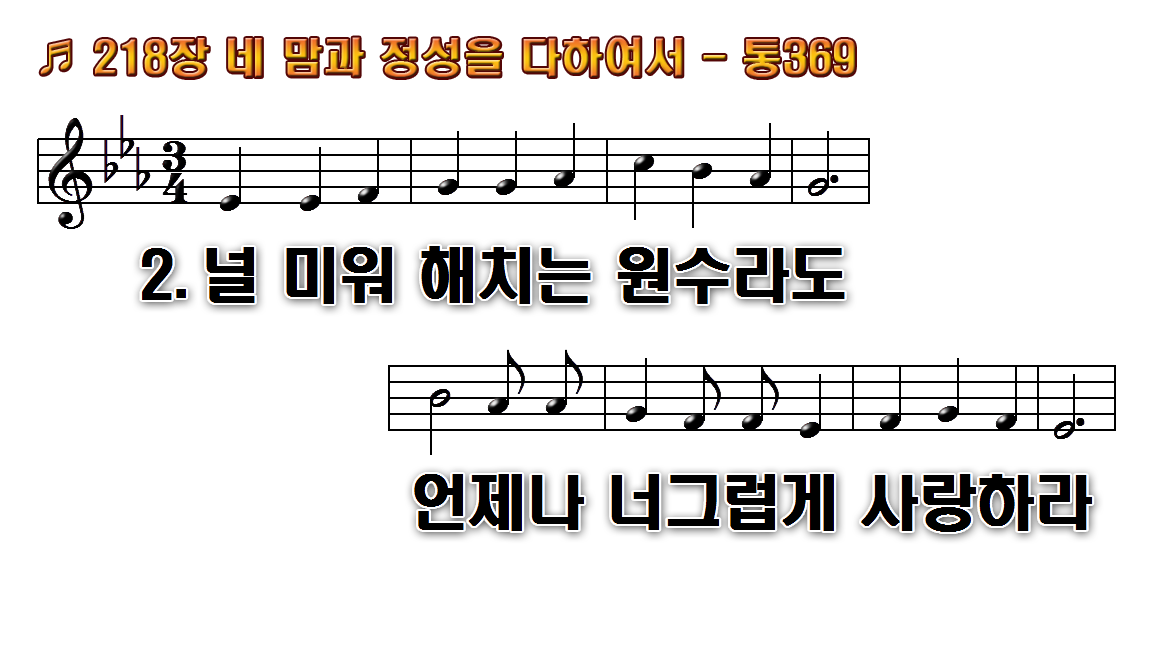 218장 네 맘과 정성을 다하여서 - 통369
3
4
2. 널 미워 해치는 원수라도
언제나 너그럽게 사랑하라